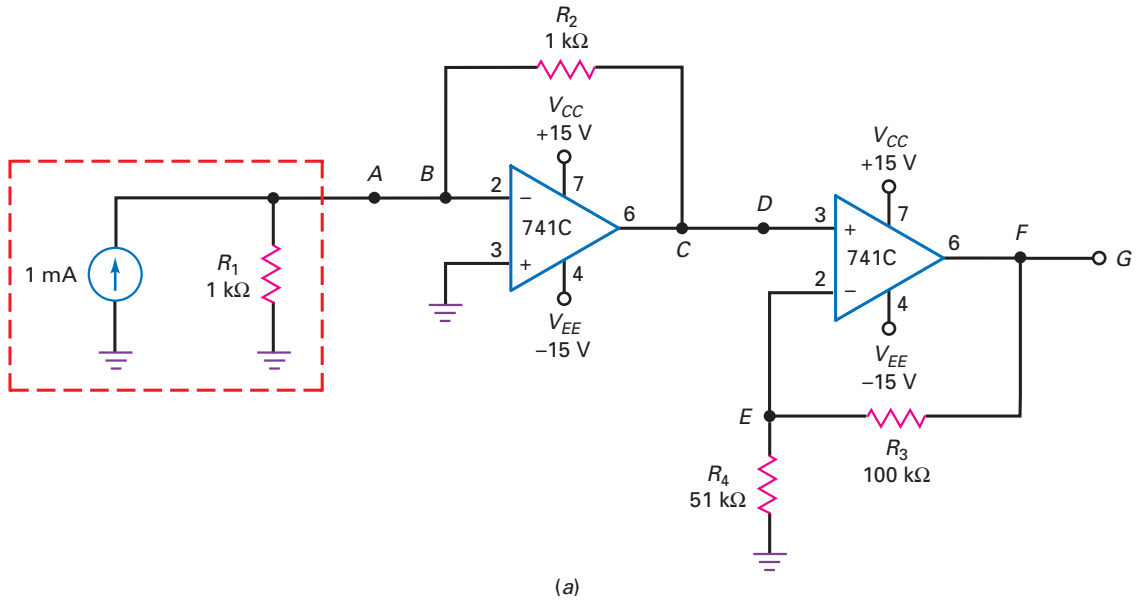 R2
1 kΩ
VCC
+15 V
A
B
2
−
7
741C
6
3
+
4
VEE
−15 V
1 mA
R1
1 kΩ
C
D
VCC
+15 V
3
+
7
741C
6
2
−
4
VEE
−15 V
F
G
E
R3
100 kΩ
R4
51 kΩ
(a)